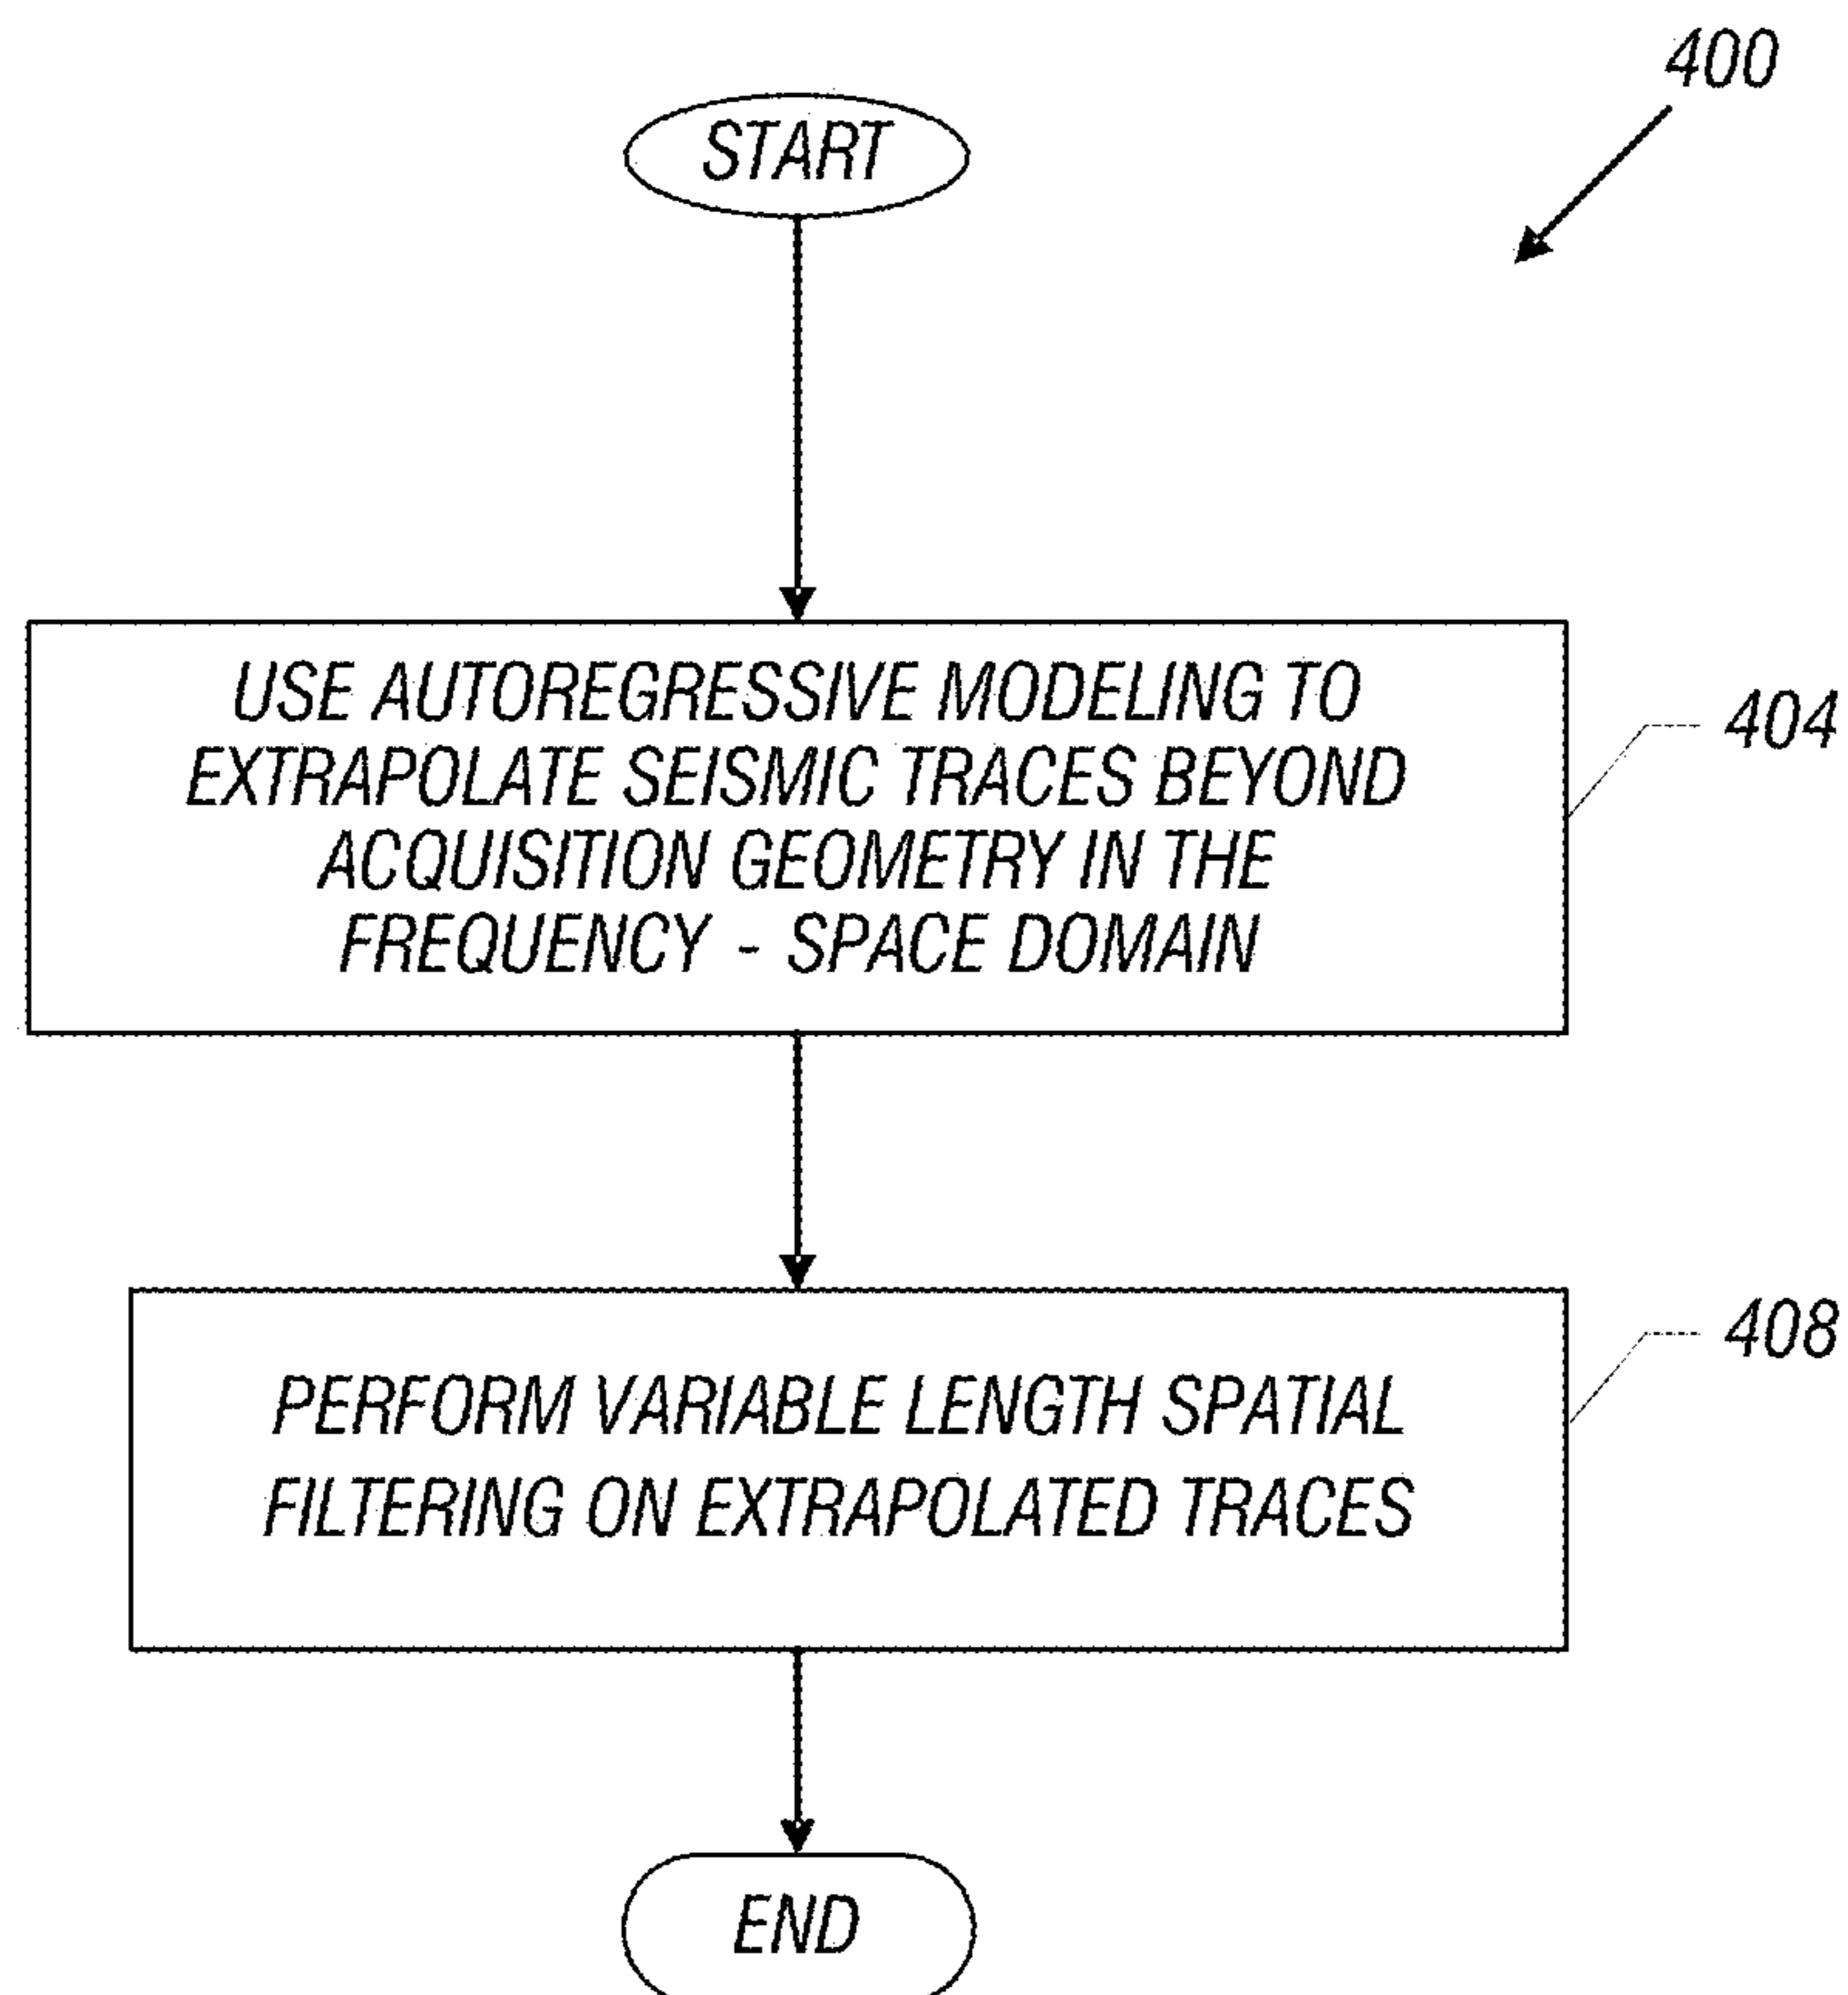 400
START
USE AUTOREGRESSIVE MODELING TO
EXTRAPOLATE SEISMIC TRACES BEYOND
ACQUISITION GEOMETRY IN THE
FREQUENCY - SPACE DOMAIN
404
PERFORM VARIABLE LENGTH SPATIAL
FILTERING ON EXTRAPOLATED TRACES
408
END